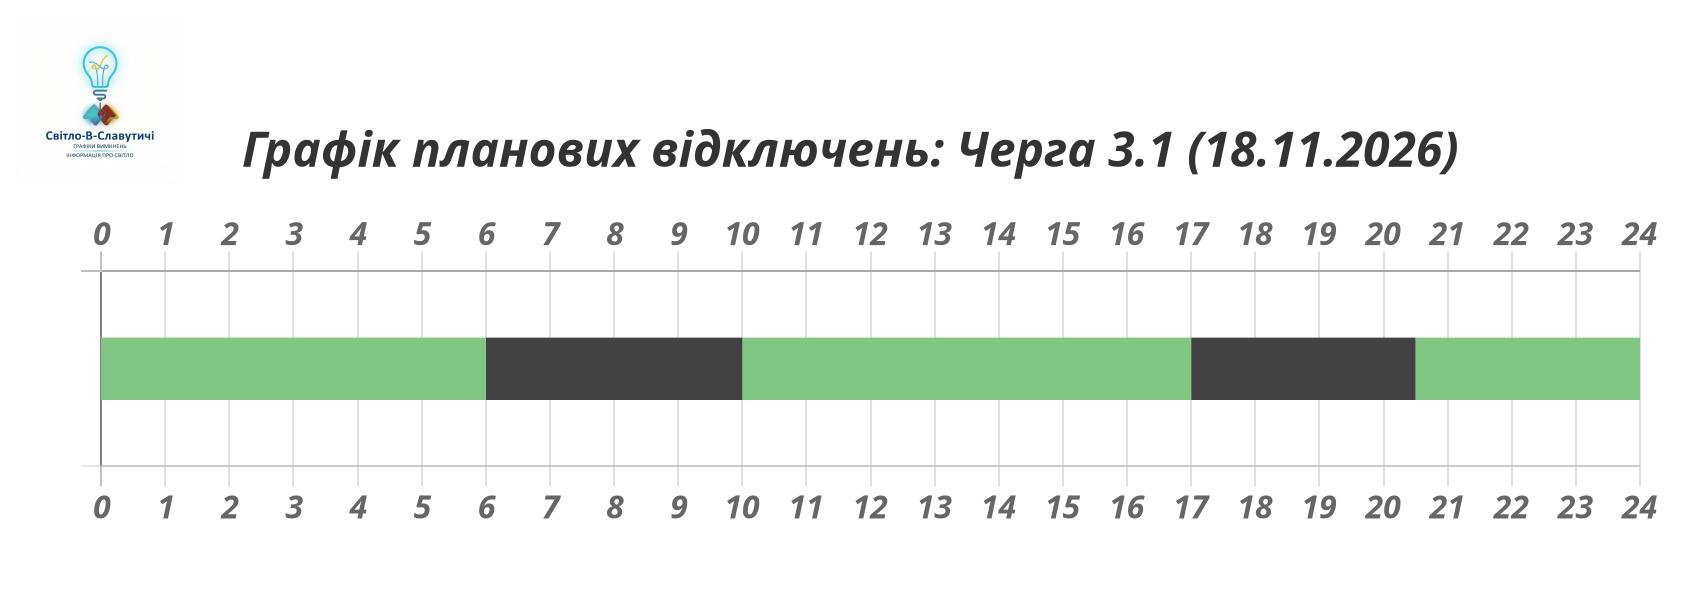 Світло-В-Славутичі
ГРАФІКИ ВИМКНЕНЬ
ІНФОРМАЦІЯ ПРО СВІТЛО
Графік планових відключень: Черга 3.1 (18.11.2026)
0 1 2 3 4 5 6 7 8 9 10 11 12 13 14 15 16 17 18 19 20 21 22 23 24
0 1 2 3 4 5 6 7 8 9 10 11 12 13 14 15 16 17 18 19 20 21 22 23 24